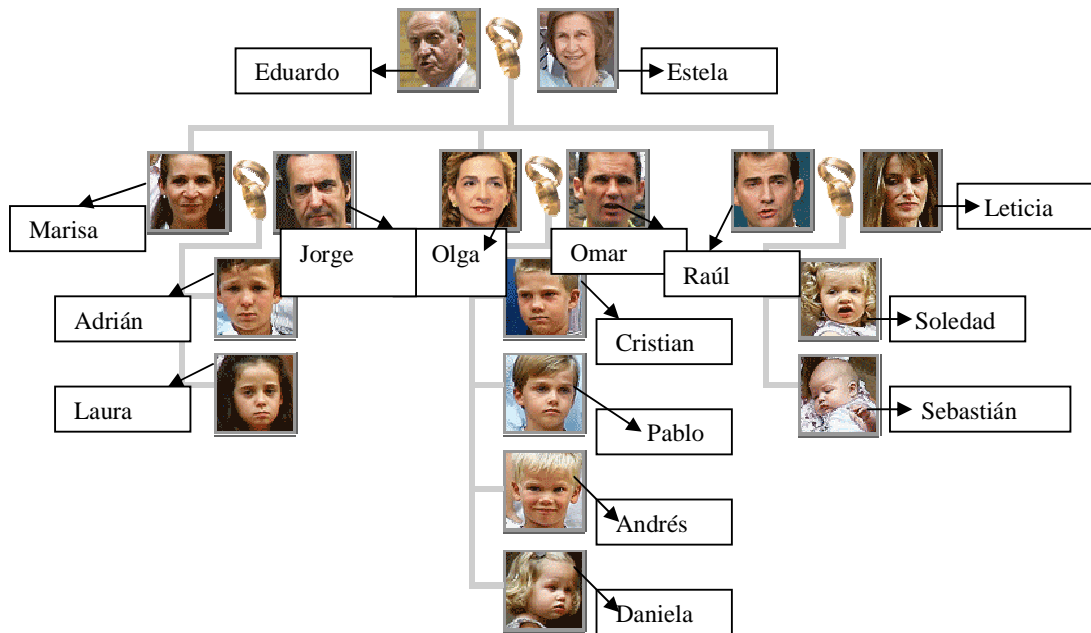 Eduardo
Estela
Marisa
Jorge
Olga
Omar
Raúl
Leticia
Adrián
Cristian
Soledad
Laura
Pablo
Sebastián
Andrés
Daniela